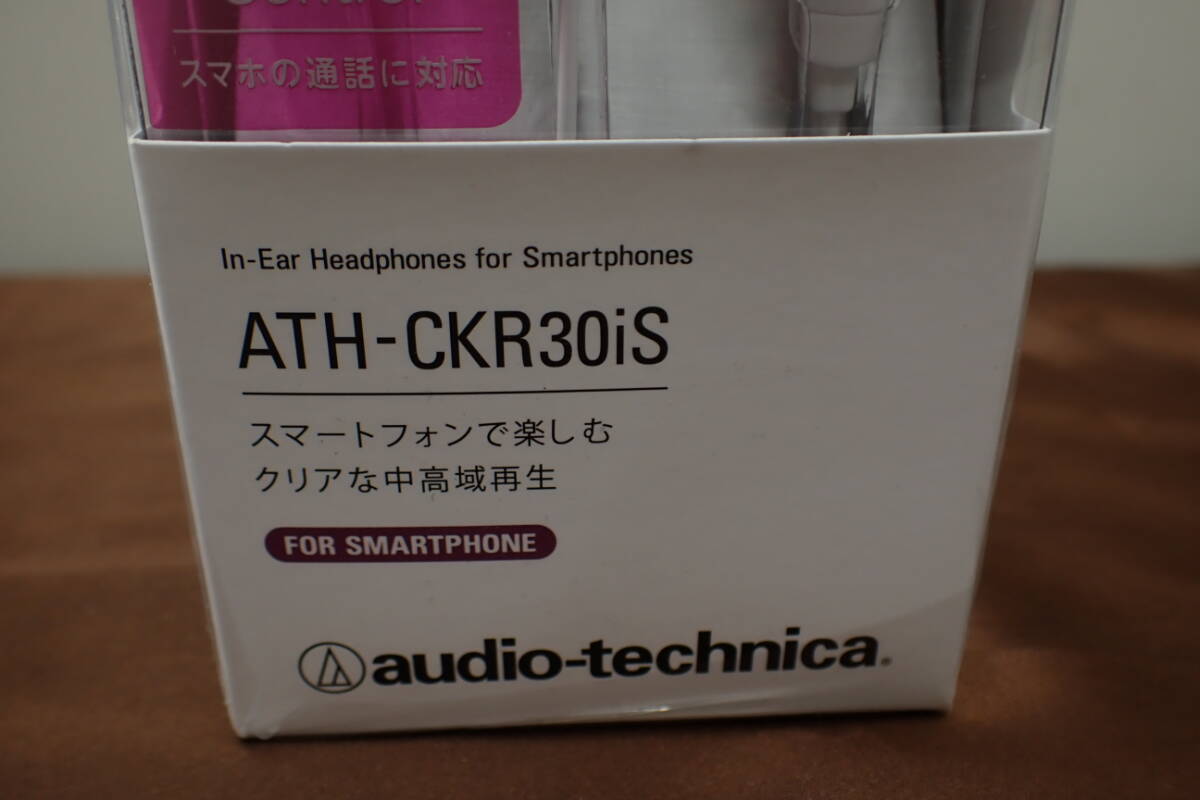 スマホの通話に対応
In-Ear Headphones for Smartphones
ATH-CKR30iS
スマートフォンで楽しむ
クリアな中高域再生
FOR SMARTPHONE
audio-technica®